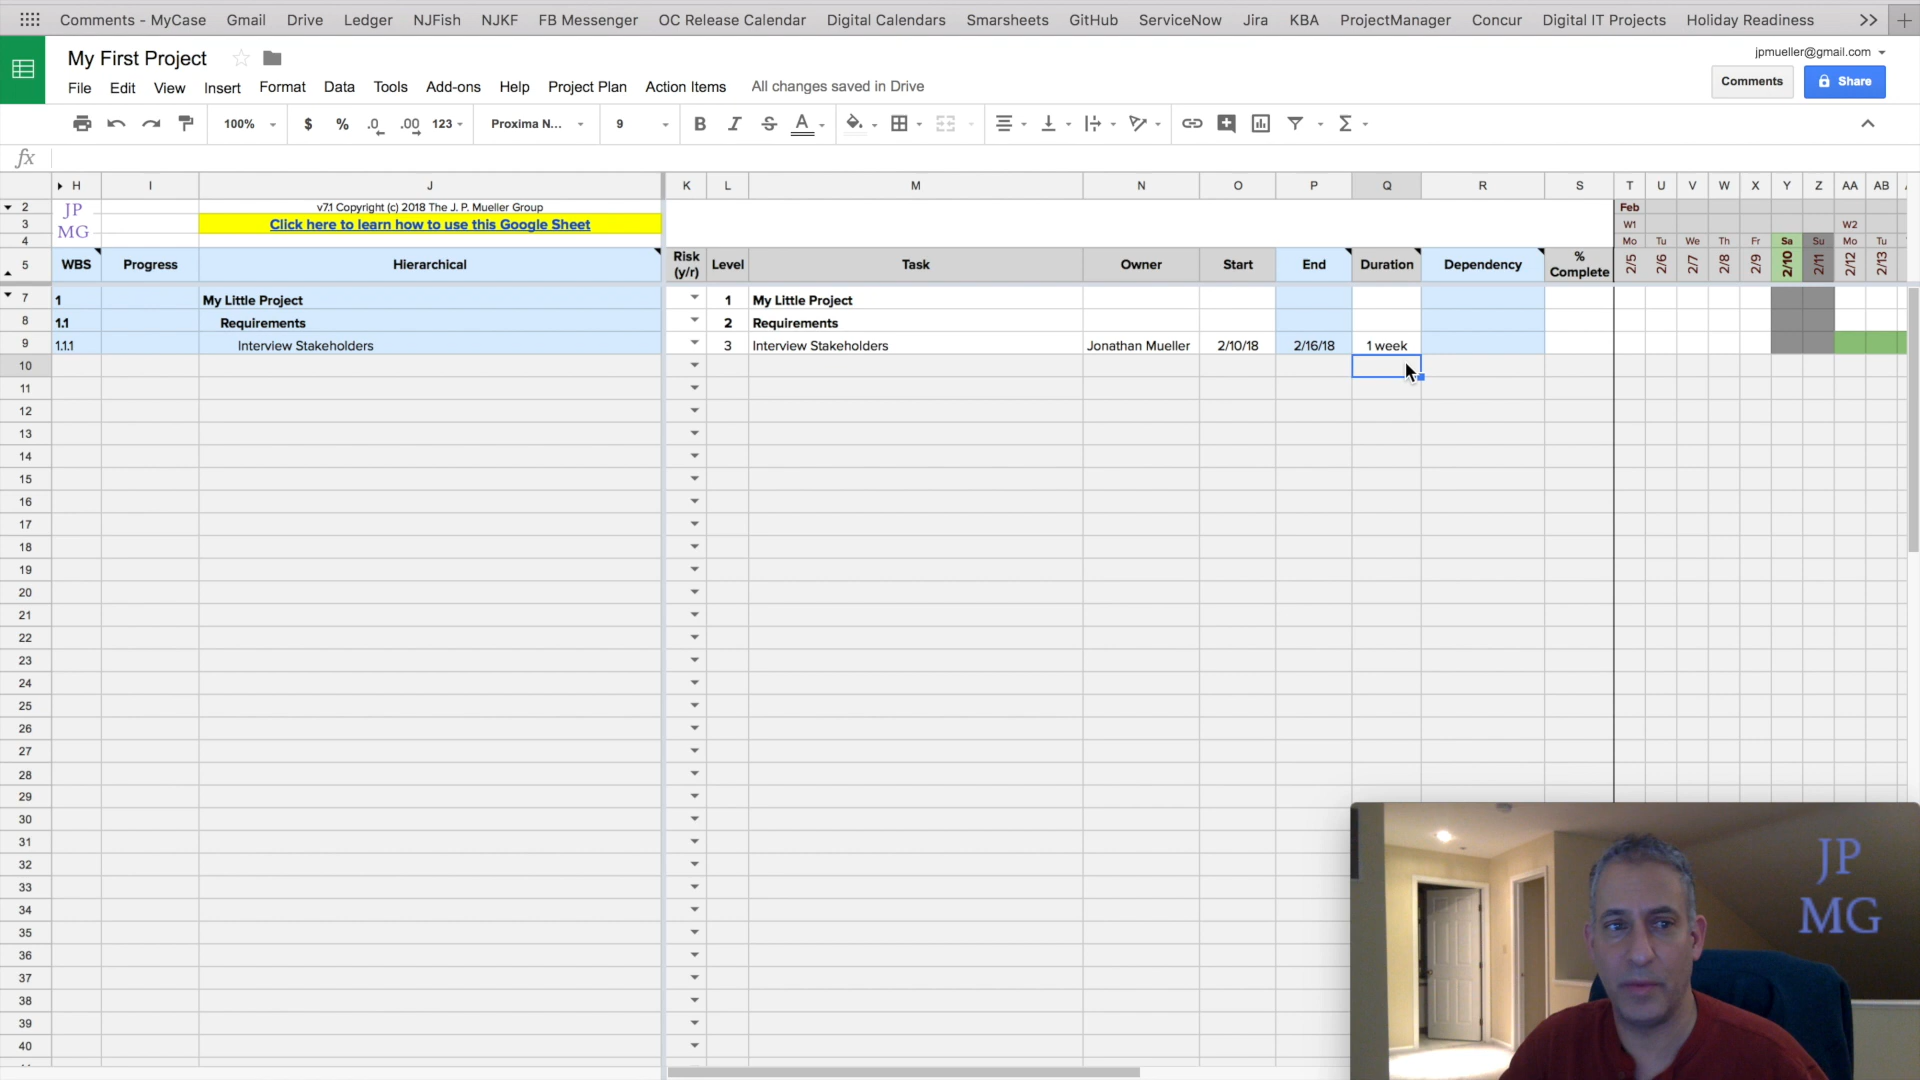 Comments - MyCase Gmail Drive Ledger NJFish NJKF FB Messenger OC Release Calendar Digital Calendars Smarsheets GitHub ServiceNow Jira KBA ProjectManager Concur Digital IT Projects Holiday Readiness >> +
My First Project
jpmueller@gmail.com
File Edit View Insert Format Data Tools Add-ons Help Project Plan Action Items All changes saved in Drive
Comments Share
100% $ % .0 .00 123 Proxima N... 9 B I S A Σ
fx
H I J K L M N O P Q R S T U V W X Y Z AA AB
2 JP v7.1 Copyright (c) 2018 The J. P. Mueller Group Feb
3 MG Click here to learn how to use this Google Sheet W1 W2
4 Mo Tu We Th Fr Sa Su Mo Tu
5 WBS Progress Hierarchical Risk (y/r) Level Task Owner Start End Duration Dependency % Complete 2/5 2/6 2/7 2/8 2/9 2/10 2/11 2/12 2/13
7 1 My Little Project 1 My Little Project
8 1.1 Requirements 2 Requirements
9 1.1.1 Interview Stakeholders 3 Interview Stakeholders Jonathan Mueller 2/10/18 2/16/18 1 week
10
11
12
13
14
15
16
17
18
19
20
21
22
23
24
25
26
27
28
29
30
31
32
33
34
35
36
37
38
39
40
JP
MG